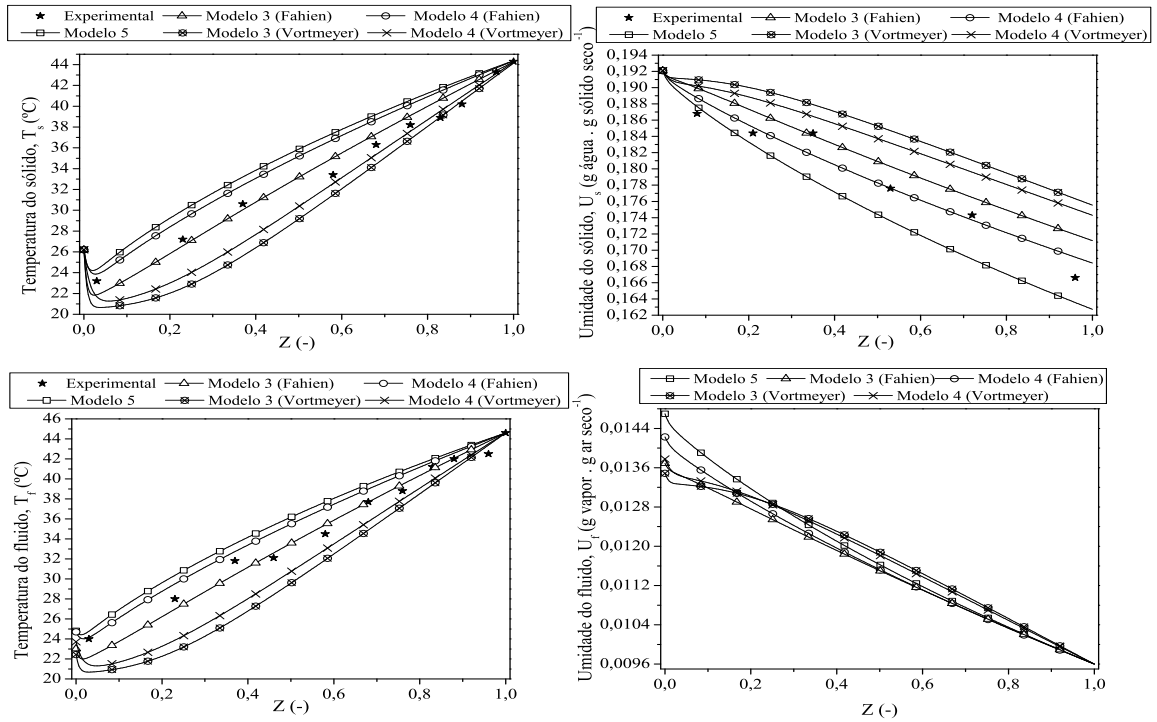 Experimental Modelo 3 (Fahien) Modelo 4 (Fahien)
Modelo 5 Modelo 3 (Vortmeyer) Modelo 4 (Vortmeyer)
Temperatura do sólido, Ts (ºC)
44
42
40
38
36
34
32
30
28
26
24
22
20
0,0 0,2 0,4 0,6 0,8 1,0
Z (-)
Experimental Modelo 3 (Fahien) Modelo 4 (Fahien)
Modelo 5 Modelo 3 (Vortmeyer) Modelo 4 (Vortmeyer)
Umidade do sólido, Us (g água . g sólido seco-1)
0,194
0,192
0,190
0,188
0,186
0,184
0,182
0,180
0,178
0,176
0,174
0,172
0,170
0,168
0,166
0,164
0,162
0,0 0,2 0,4 0,6 0,8 1,0
Z (-)
Experimental Modelo 3 (Fahien) Modelo 4 (Fahien)
Modelo 5 Modelo 3 (Vortmeyer) Modelo 4 (Vortmeyer)
Temperatura do fluido, Tf (ºC)
46
44
42
40
38
36
34
32
30
28
26
24
22
20
0,0 0,2 0,4 0,6 0,8 1,0
Z (-)
Modelo 5 Modelo 3 (Fahien) Modelo 4 (Fahien)
Modelo 3 (Vortmeyer) Modelo 4 (Vortmeyer)
Umidade do fluido, Uf (g vapor . g ar seco-1)
0,0144
0,0136
0,0128
0,0120
0,0112
0,0104
0,0096
0,0 0,2 0,4 0,6 0,8 1,0
Z (-)